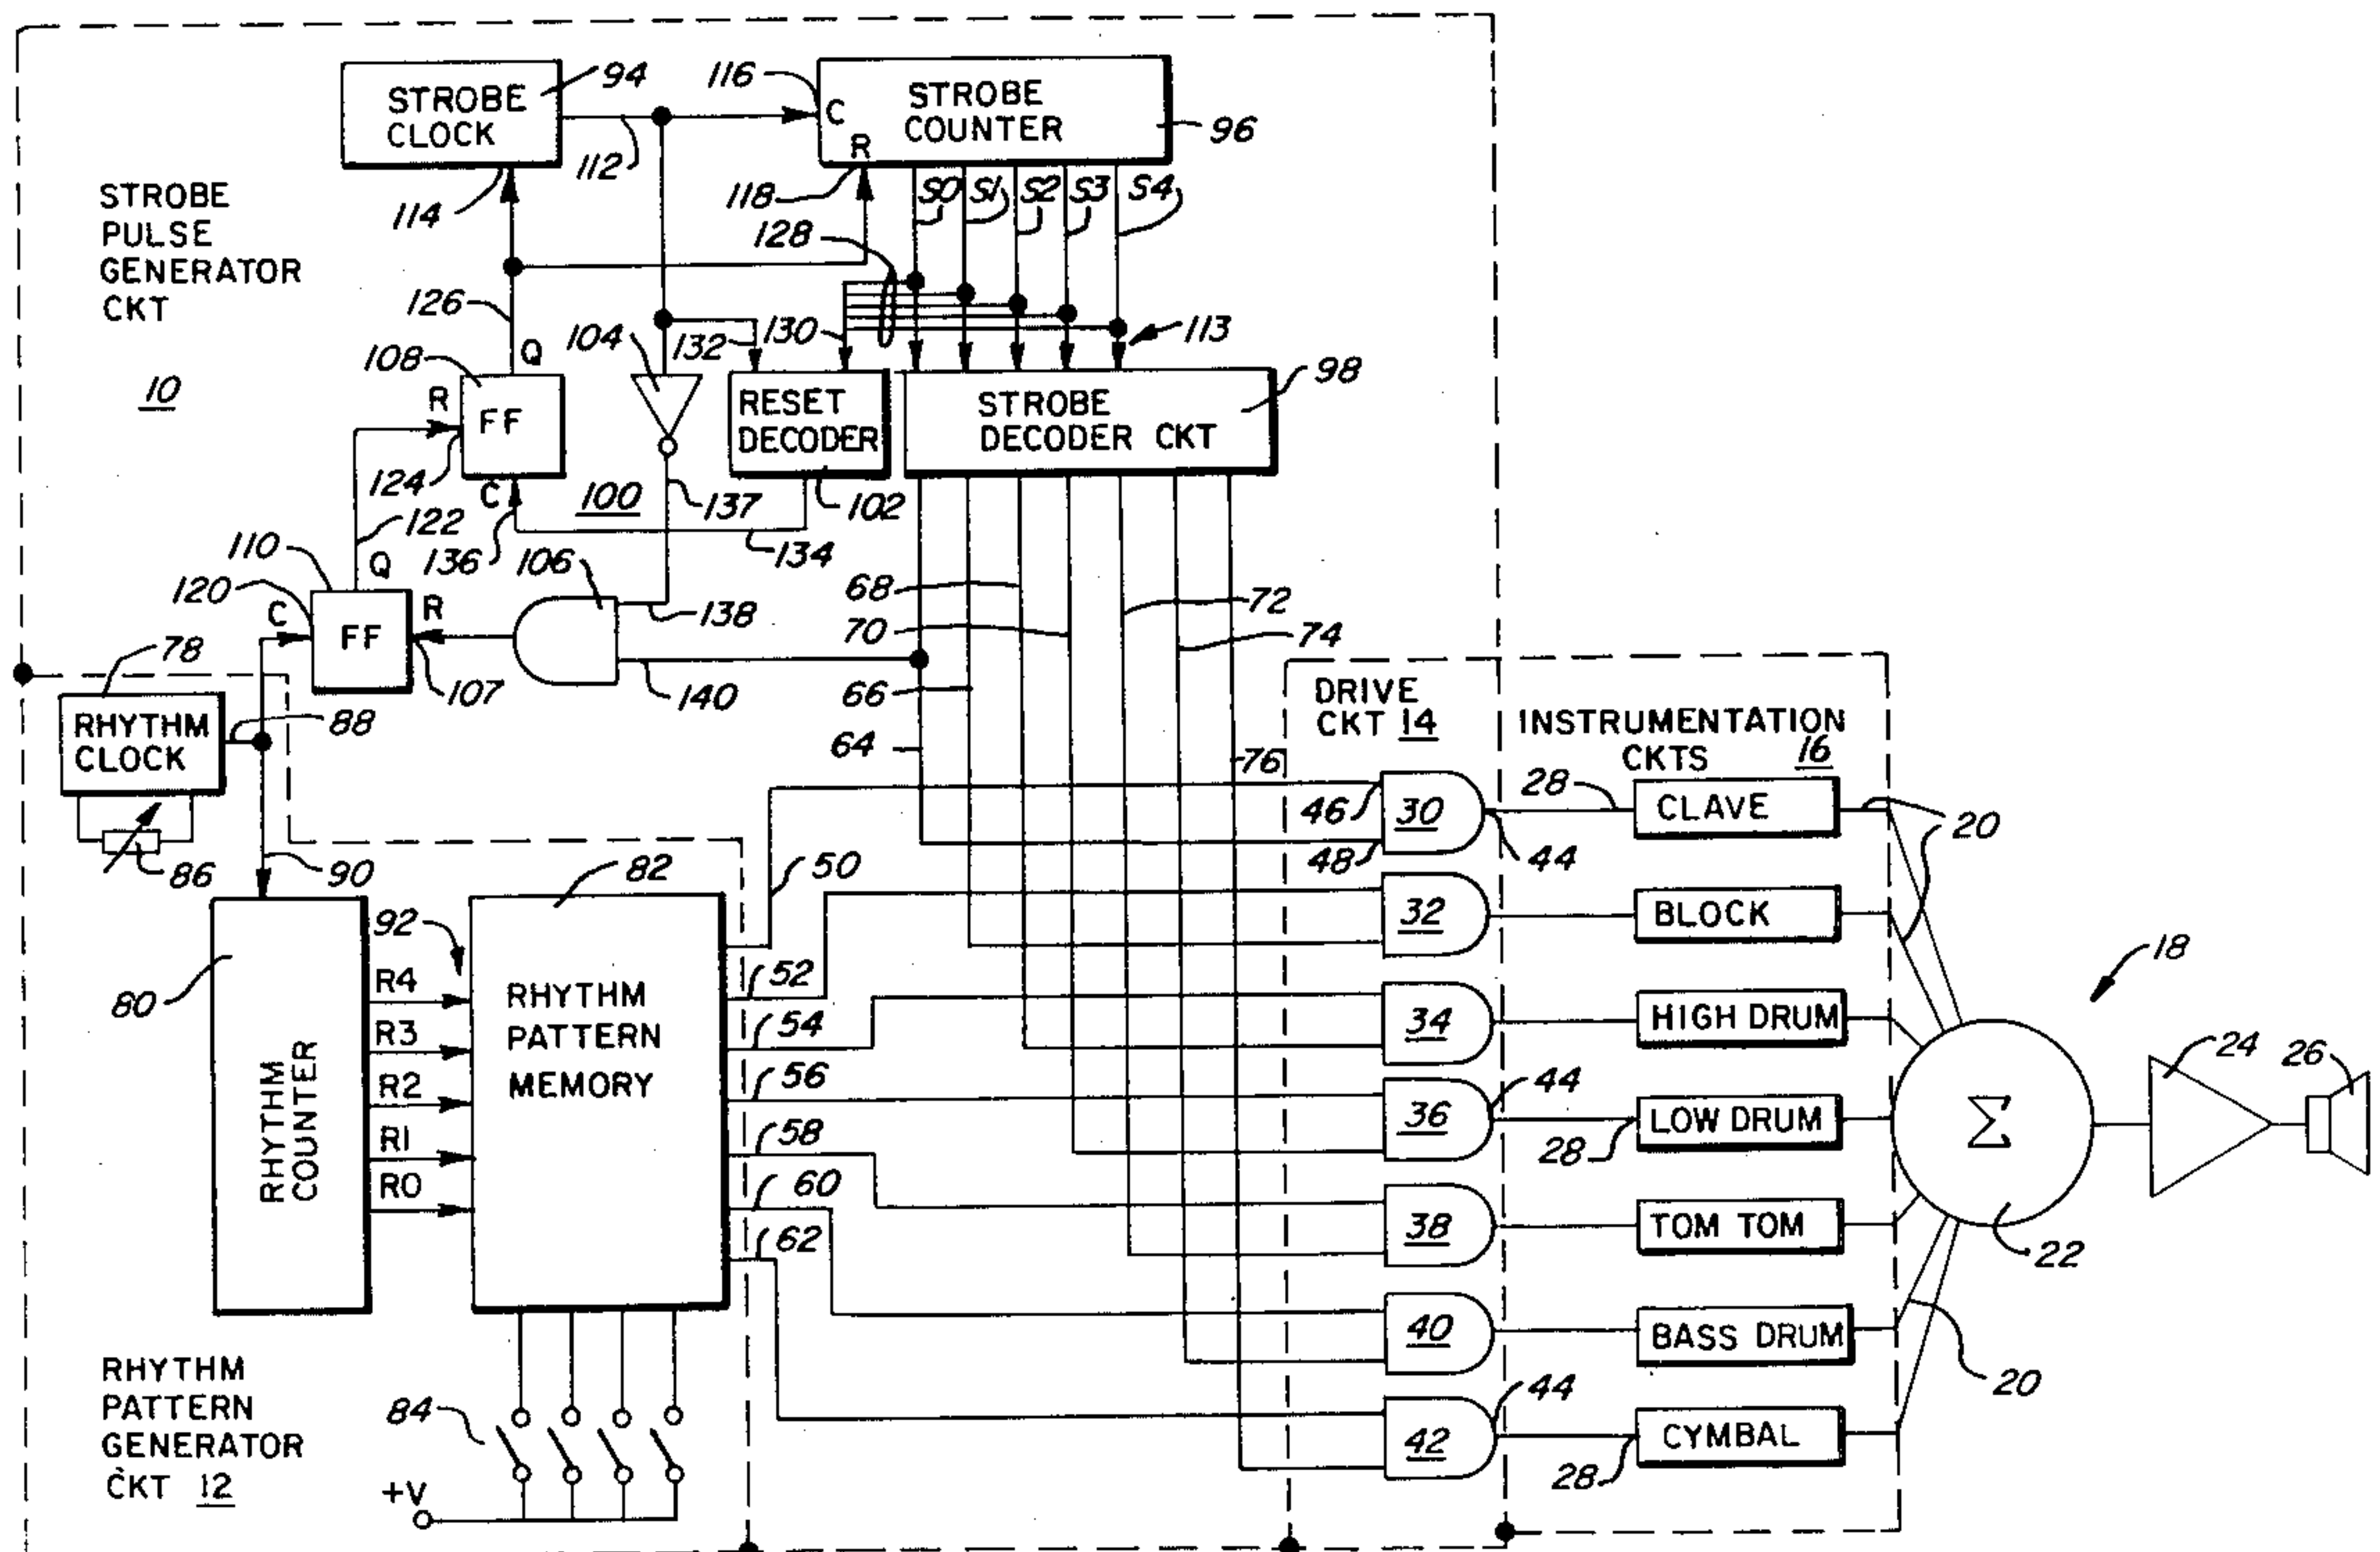 STROBE
CLOCK
94
112
114
116
C
STROBE
COUNTER
R
96
118
S0
S1
S2
S3
S4
128
STROBE
PULSE
GENERATOR
CKT
10
126
108
Q
R
FF
124
C
136
104
132
130
113
RESET
DECODER
102
STROBE
DECODER CKT
98
100
137
134
122
110
120
Q
C
FF
R
107
106
138
140
68
70
66
64
72
74
76
78
RHYTHM
CLOCK
88
86
90
DRIVE
CKT 14
INSTRUMENTATION
CKTS 16
46
48
30
44
28
CLAVE
20
50
82
92
80
RHYTHM
COUNTER
R4
R3
R2
R1
R0
RHYTHM
PATTERN
MEMORY
52
54
56
58
60
62
32
BLOCK
34
HIGH DRUM
36
44
28
LOW DRUM
38
TOM TOM
40
BASS DRUM
42
44
28
CYMBAL
20
18
Σ
22
24
26
84
+V
RHYTHM
PATTERN
GENERATOR
CKT 12